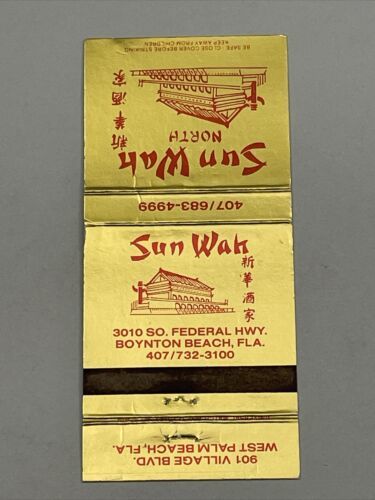 BE SAFE CLOSE COVER BEFORE STRIKING
KEEP AWAY FROM CHILDREN
新華酒家
Sun Wah
NORTH
407/683-4999
Sun Wah
新華酒家
3010 SO. FEDERAL HWY.
BOYNTON BEACH, FLA.
407/732-3100
901 VILLAGE BLVD.
WEST PALM BEACH, FLA.